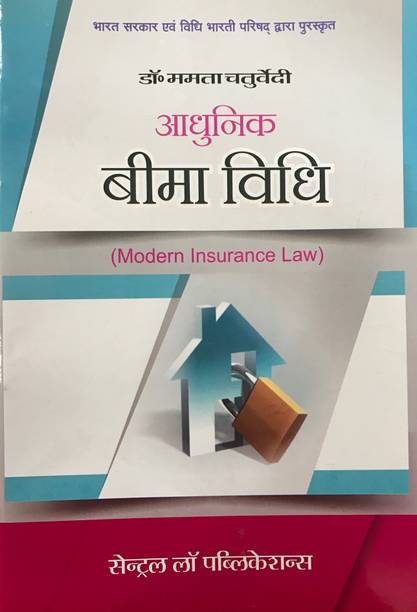 भारत सरकार एवं विधि भारती परिषद् द्वारा पुरस्कृत
डॉ॰ ममता चतुर्वेदी
आधुनिक
बीमा विधि
(Modern Insurance Law)
सेन्ट्रल लॉ पब्लिकेशन्स